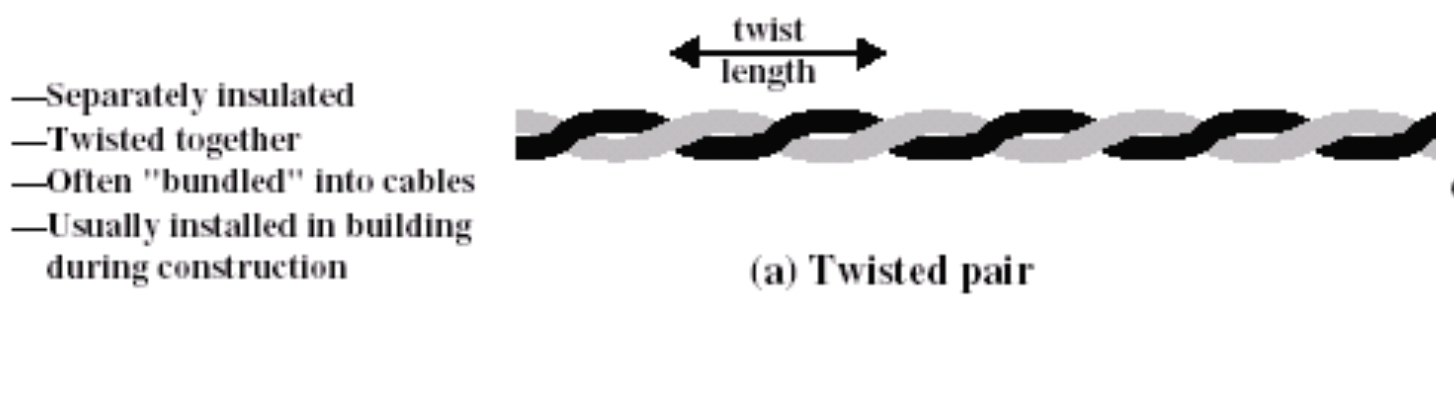 —Separately insulated
—Twisted together
—Often "bundled" into cables
—Usually installed in building
during construction
twist
length
(a) Twisted pair